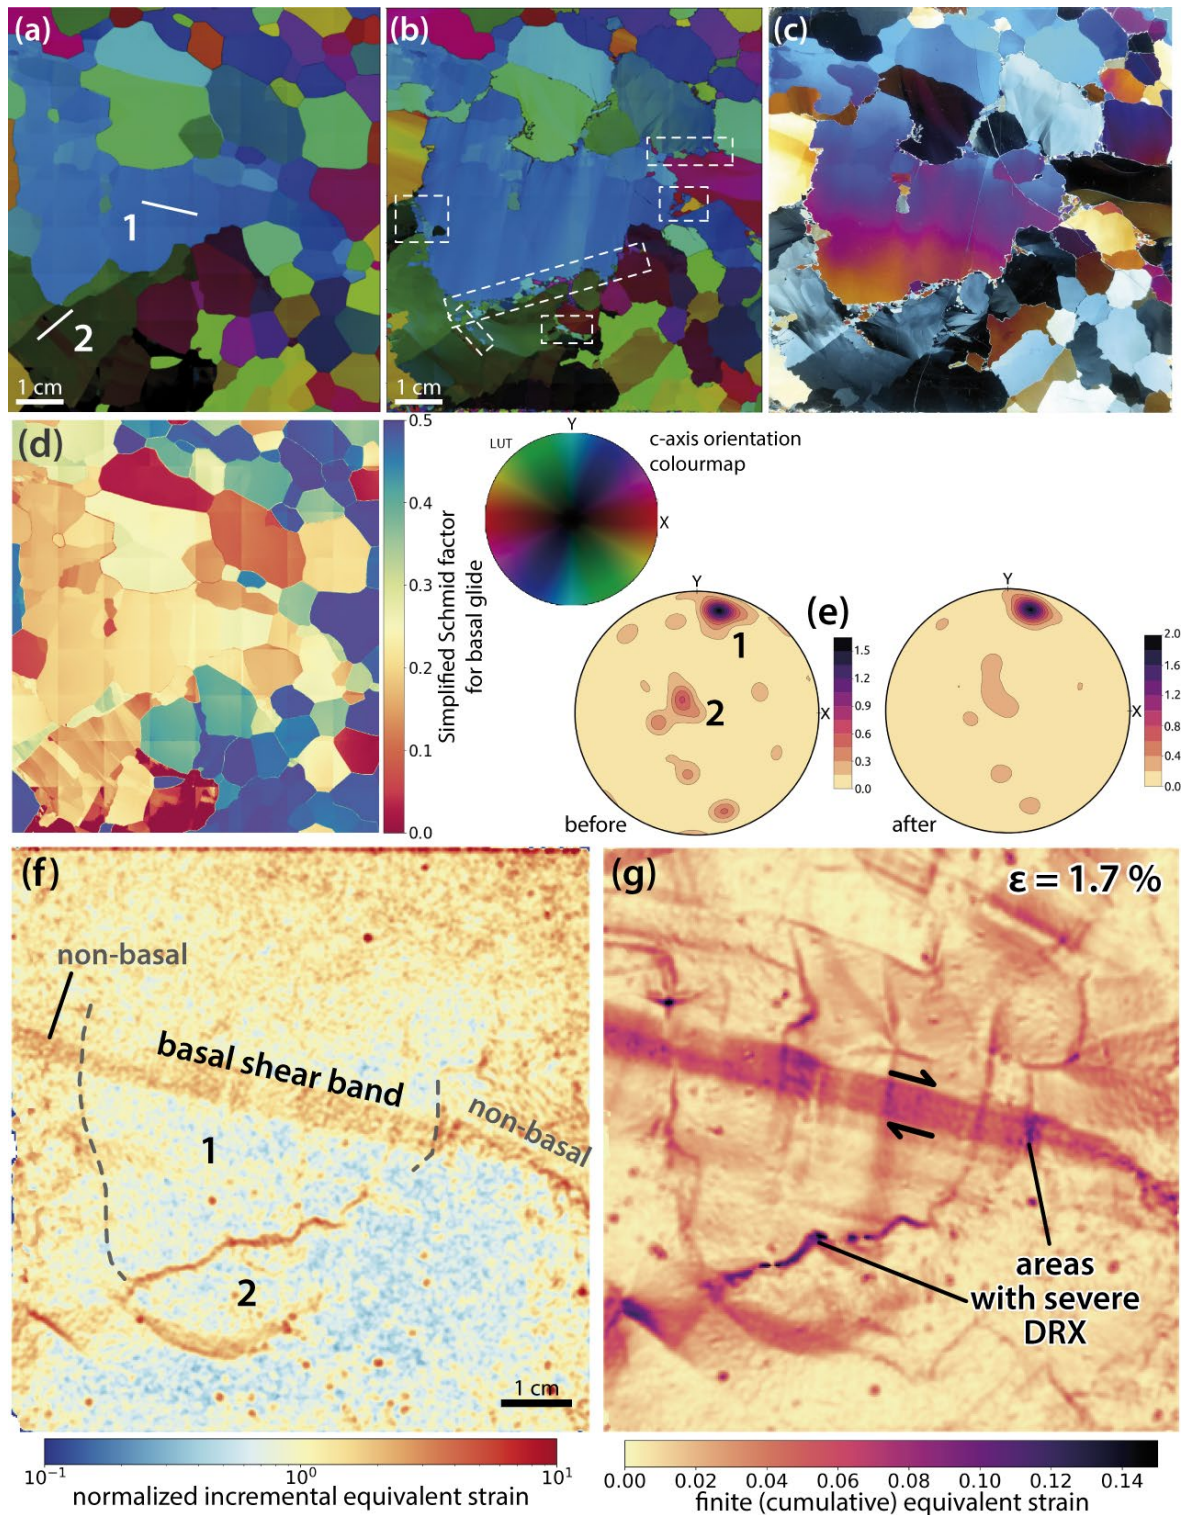 (a)
(b)
(c)
1
2
1 cm
1 cm
(d)
0.5
0.4
0.3
0.2
0.1
0.0
Simplified Schmid factor
for basal glide
LUT
Y
X
c-axis orientation
colourmap
(e)
Y
X
1
2
before
1.5
1.2
0.9
0.6
0.3
0.0
Y
X
after
2.0
1.6
1.2
0.8
0.4
0.0
(f)
non-basal
basal shear band
non-basal
1
2
1 cm
10⁻¹
10⁰
10¹
normalized incremental equivalent strain
(g)
ε = 1.7 %
areas
with severe
DRX
0.00
0.02
0.04
0.06
0.08
0.10
0.12
0.14
finite (cumulative) equivalent strain